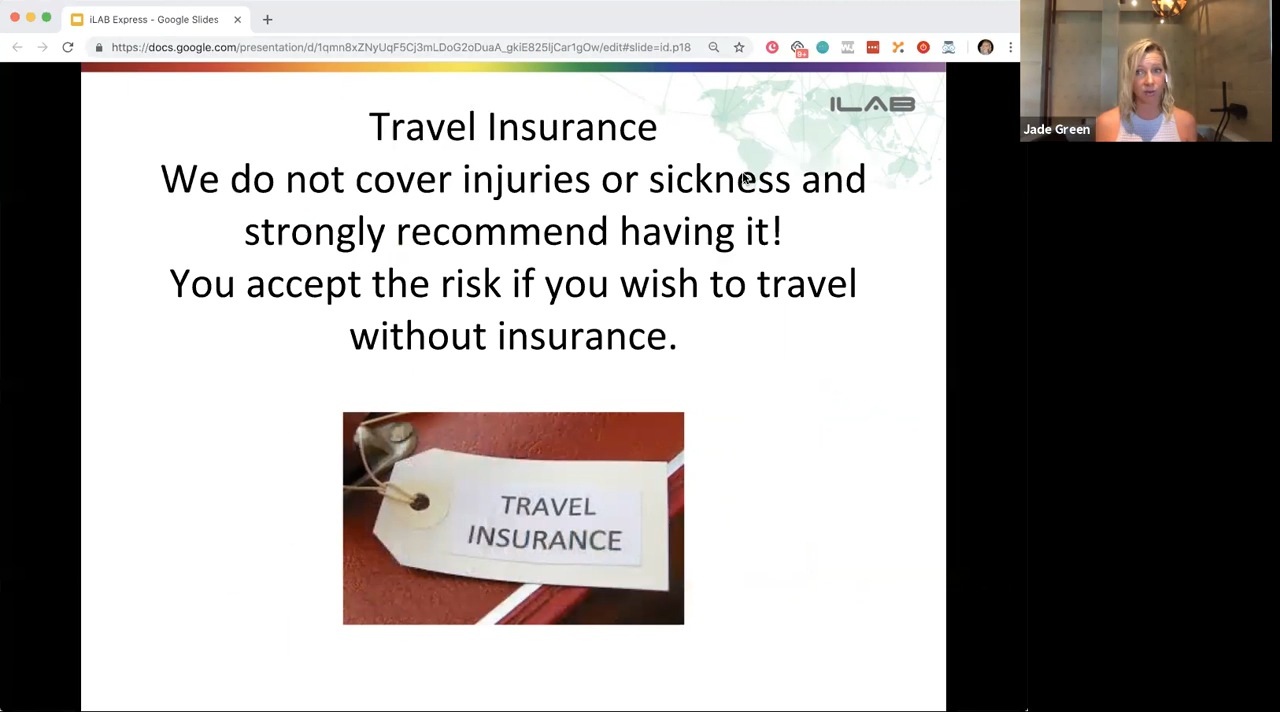 iLAB Express - Google Slides
https://docs.google.com/presentation/d/1qmn8xZNyUqF5Cj3mLDoG2oDuaA_gkiE825IjCar1gOw/edit#slide=id.p18
9+
Jade Green
ILAB
Travel Insurance
We do not cover injuries or sickness and
strongly recommend having it!
You accept the risk if you wish to travel
without insurance.
TRAVEL
INSURANCE